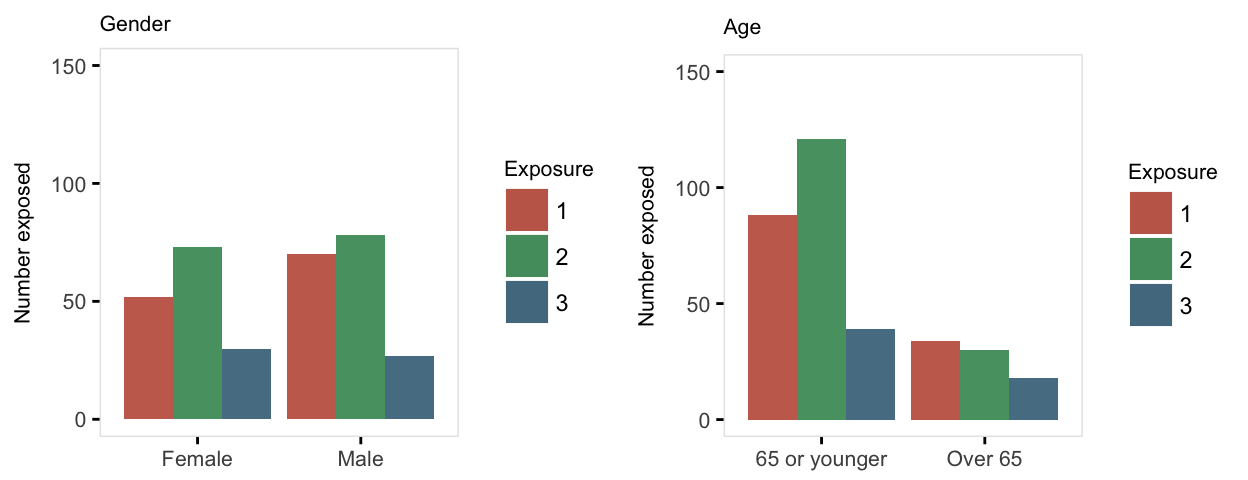 Gender
150
100
50
0
Number exposed
Female Male
Exposure
1
2
3
Age
150
100
50
0
Number exposed
65 or younger Over 65
Exposure
1
2
3